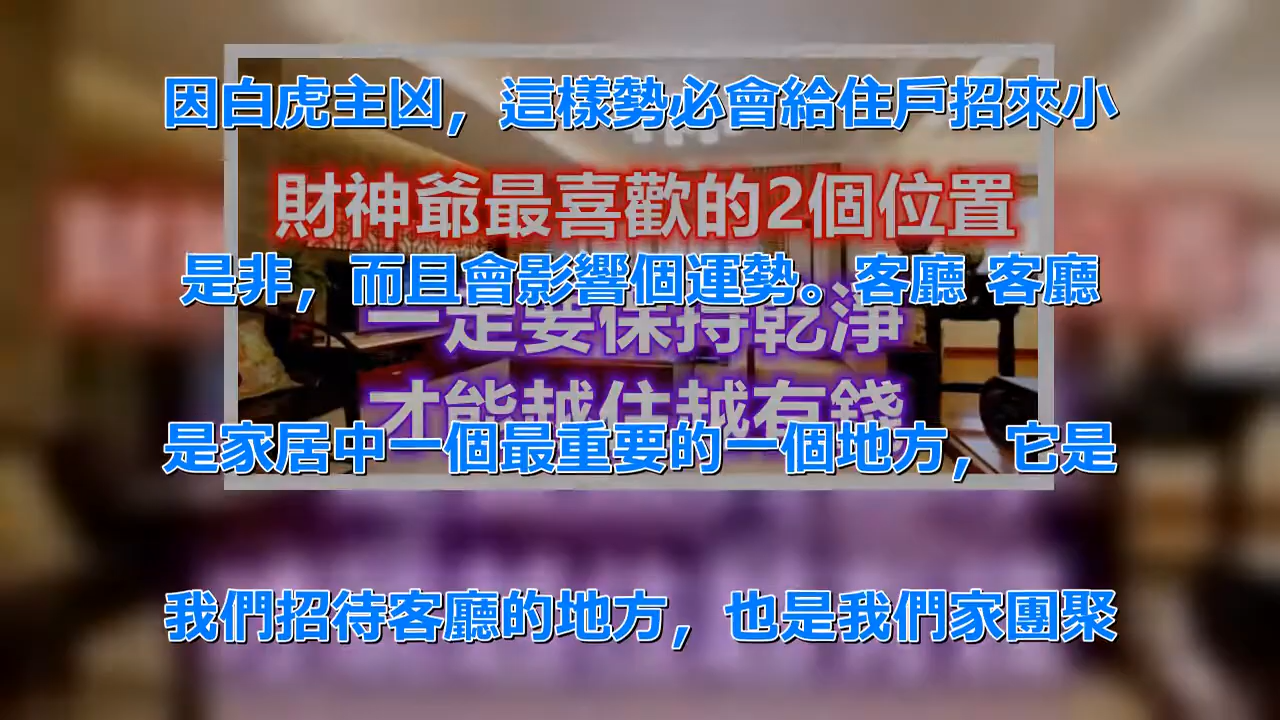 因白虎主凶，這樣勢必會給住戶招來小
財神爺最喜歡的2個位置
是非，而且會影響個運勢。客廳 客廳
一定要保持乾淨
才能越住越有錢
是家居中一個最重要的一個地方，它是
我們招待客廳的地方，也是我們家團聚